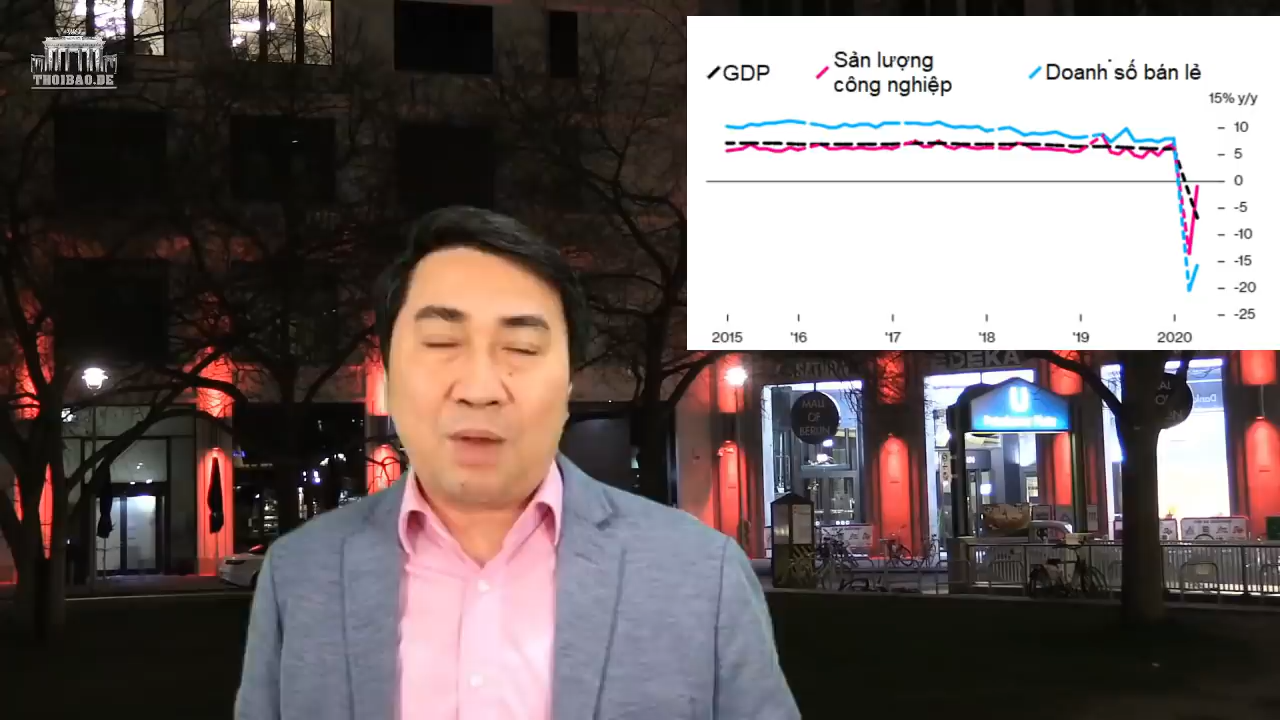 THOIBAO.DE
GDP
Sản lượng
công nghiệp
Doanh số bán lẻ
15% y/y
10
5
0
-5
-10
-15
-20
-25
2015
'16
'17
'18
'19
2020
EDEKA
MALL
OF
BERLIN
U